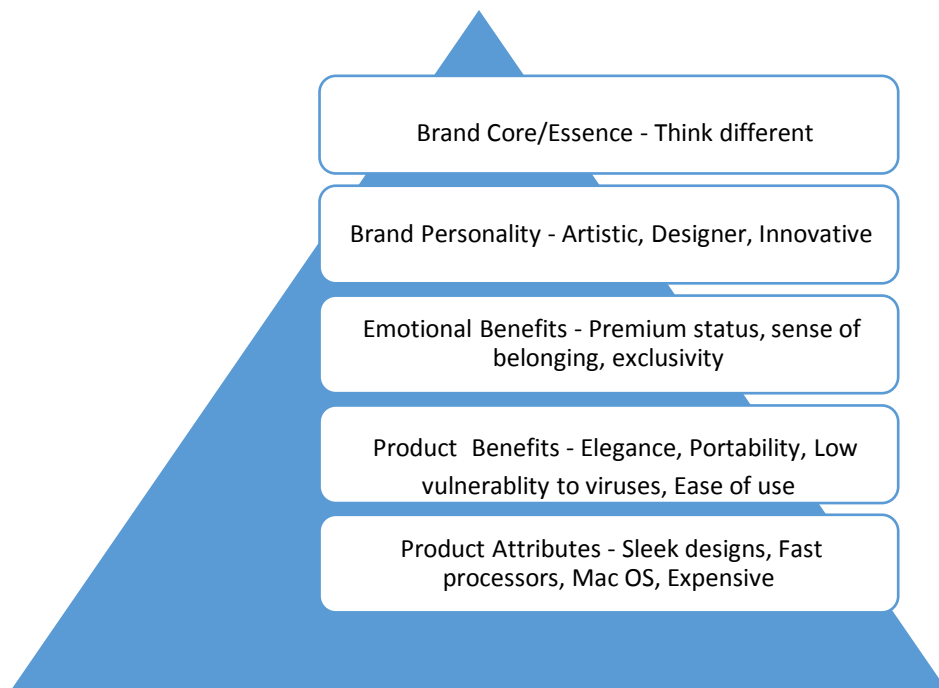 Brand Core/Essence - Think different
Brand Personality - Artistic, Designer, Innovative
Emotional Benefits - Premium status, sense of
belonging, exclusivity
Product Benefits - Elegance, Portability, Low
vulnerablity to viruses, Ease of use
Product Attributes - Sleek designs, Fast
processors, Mac OS, Expensive